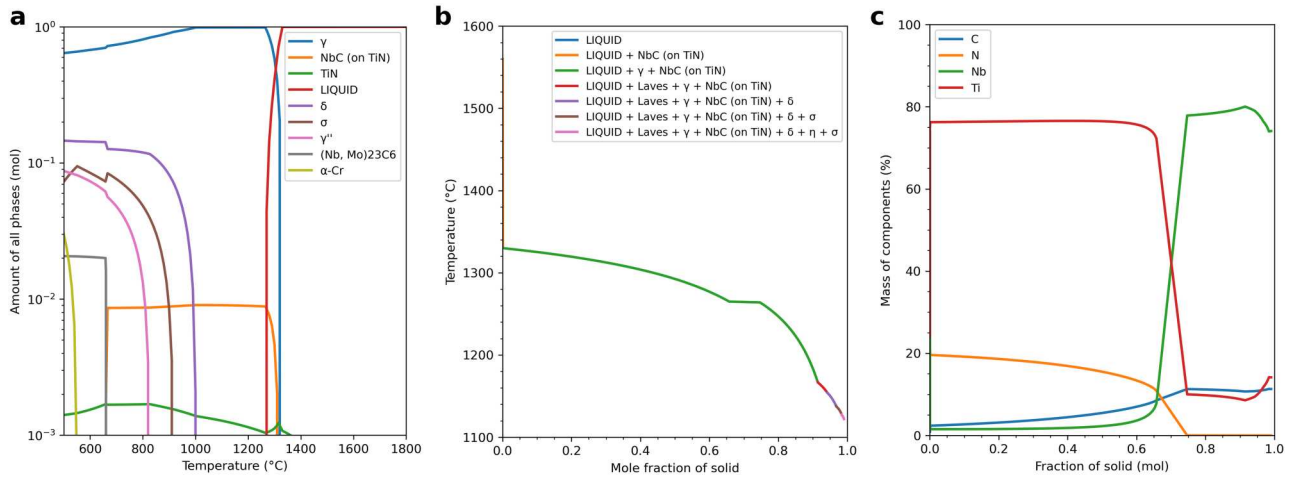 a
10⁰
10⁻¹
10⁻²
10⁻³
Amount of all phases (mol)
γ
NbC (on TiN)
TiN
LIQUID
δ
σ
γ''
(Nb, Mo)23C6
α-Cr
600 800 1000 1200 1400 1600 1800
Temperature (°C)
b
1600
1500
1400
1300
1200
1100
Temperature (°C)
LIQUID
LIQUID + NbC (on TiN)
LIQUID + γ + NbC (on TiN)
LIQUID + Laves + γ + NbC (on TiN)
LIQUID + Laves + γ + NbC (on TiN) + δ
LIQUID + Laves + γ + NbC (on TiN) + δ + σ
LIQUID + Laves + γ + NbC (on TiN) + δ + η + σ
0.0 0.2 0.4 0.6 0.8 1.0
Mole fraction of solid
c
100
80
60
40
20
0
Mass of components (%)
C
N
Nb
Ti
0.0 0.2 0.4 0.6 0.8 1.0
Fraction of solid (mol)